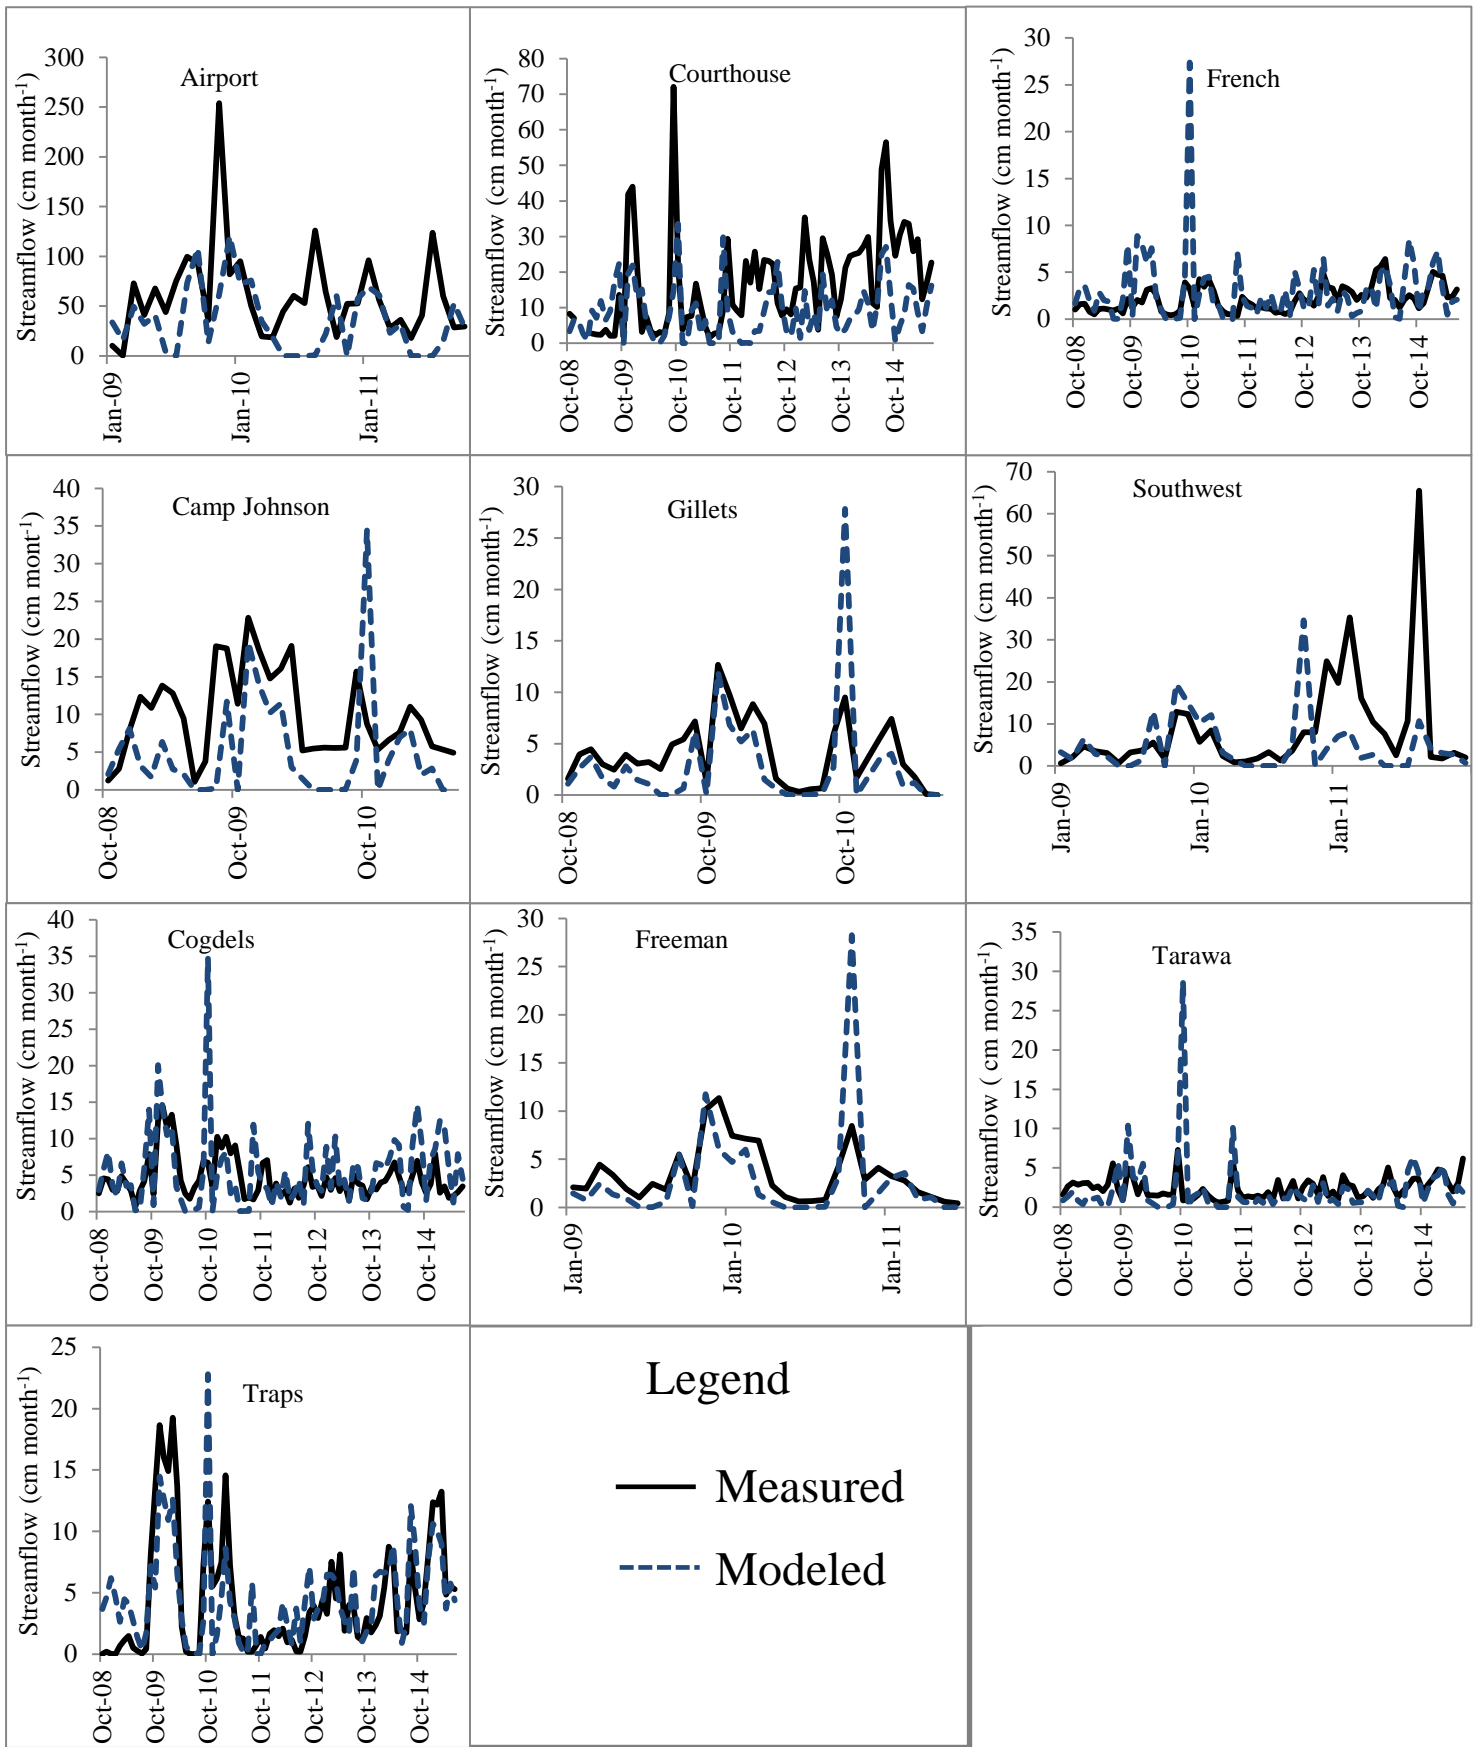 Airport
Streamflow (cm month-1)
300
250
200
150
100
50
0
Jan-09
Jan-10
Jan-11
Courthouse
Streamflow (cm month-1)
80
70
60
50
40
30
20
10
0
Oct-08
Oct-09
Oct-10
Oct-11
Oct-12
Oct-13
Oct-14
French
Streamflow (cm month-1)
30
25
20
15
10
5
0
Oct-08
Oct-09
Oct-10
Oct-11
Oct-12
Oct-13
Oct-14
Camp Johnson
Streamflow (cm mont-1)
40
35
30
25
20
15
10
5
0
Oct-08
Oct-09
Oct-10
Gillets
Streamflow (cm month-1)
30
25
20
15
10
5
0
Oct-08
Oct-09
Oct-10
Southwest
Streamflow (cm month-1)
70
60
50
40
30
20
10
0
Jan-09
Jan-10
Jan-11
Cogdels
Streamflow (cm month-1)
40
35
30
25
20
15
10
5
0
Oct-08
Oct-09
Oct-10
Oct-11
Oct-12
Oct-13
Oct-14
Freeman
Streamflow (cm month-1)
30
25
20
15
10
5
0
Jan-09
Jan-10
Jan-11
Tarawa
Streamflow ( cm month-1)
35
30
25
20
15
10
5
0
Oct-08
Oct-09
Oct-10
Oct-11
Oct-12
Oct-13
Oct-14
Traps
Streamflow (cm month-1)
25
20
15
10
5
0
Oct-08
Oct-09
Oct-10
Oct-11
Oct-12
Oct-13
Oct-14
Legend
Measured
Modeled